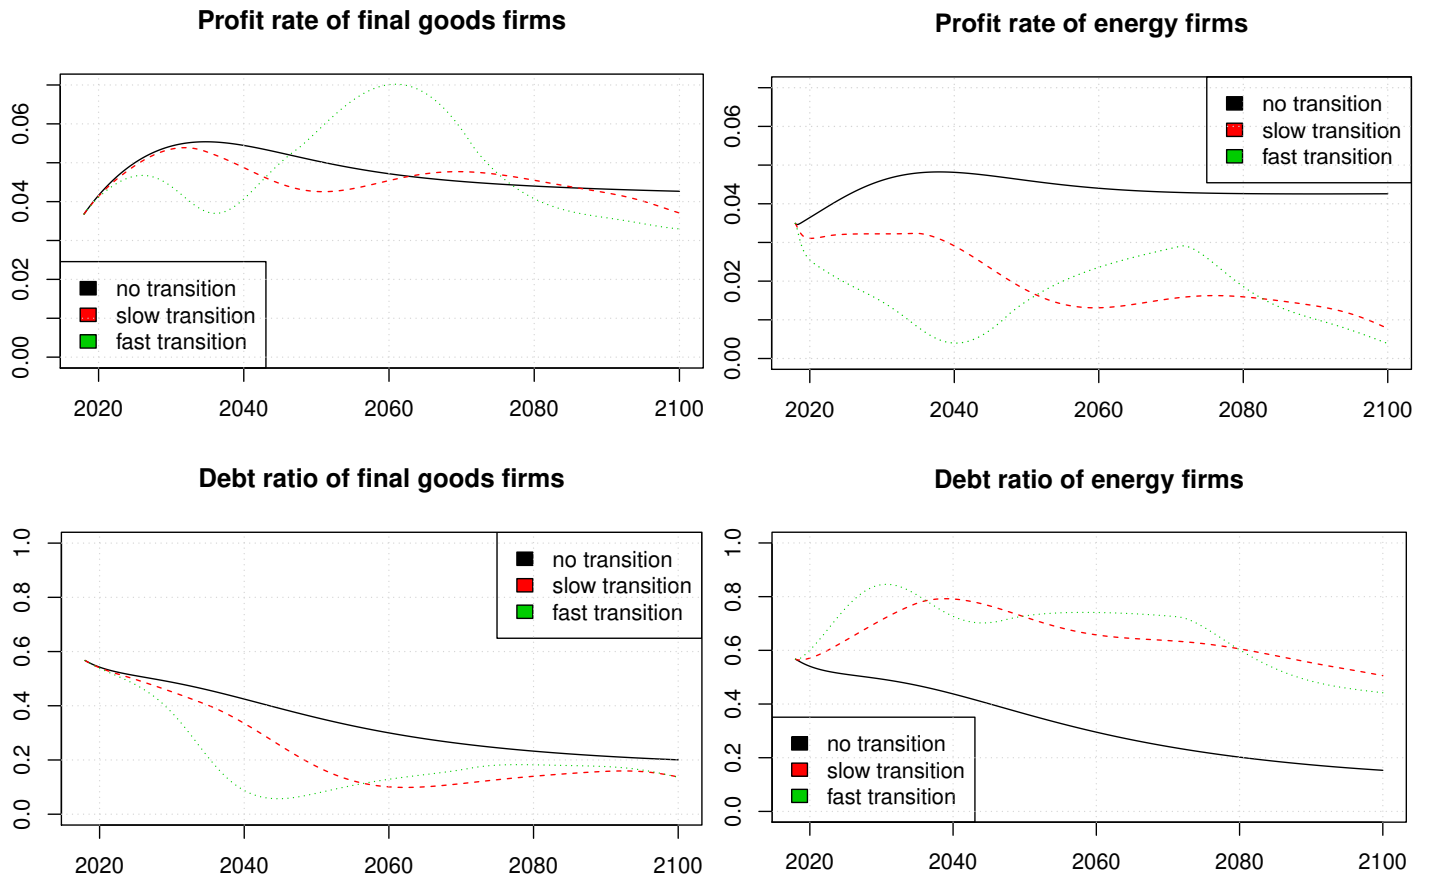 Profit rate of final goods firms
0.00
0.02
0.04
0.06
no transition
slow transition
fast transition
2020 2040 2060 2080 2100
Profit rate of energy firms
0.00
0.02
0.04
0.06
no transition
slow transition
fast transition
2020 2040 2060 2080 2100
Debt ratio of final goods firms
0.0
0.2
0.4
0.6
0.8
1.0
no transition
slow transition
fast transition
2020 2040 2060 2080 2100
Debt ratio of energy firms
0.0
0.2
0.4
0.6
0.8
1.0
no transition
slow transition
fast transition
2020 2040 2060 2080 2100